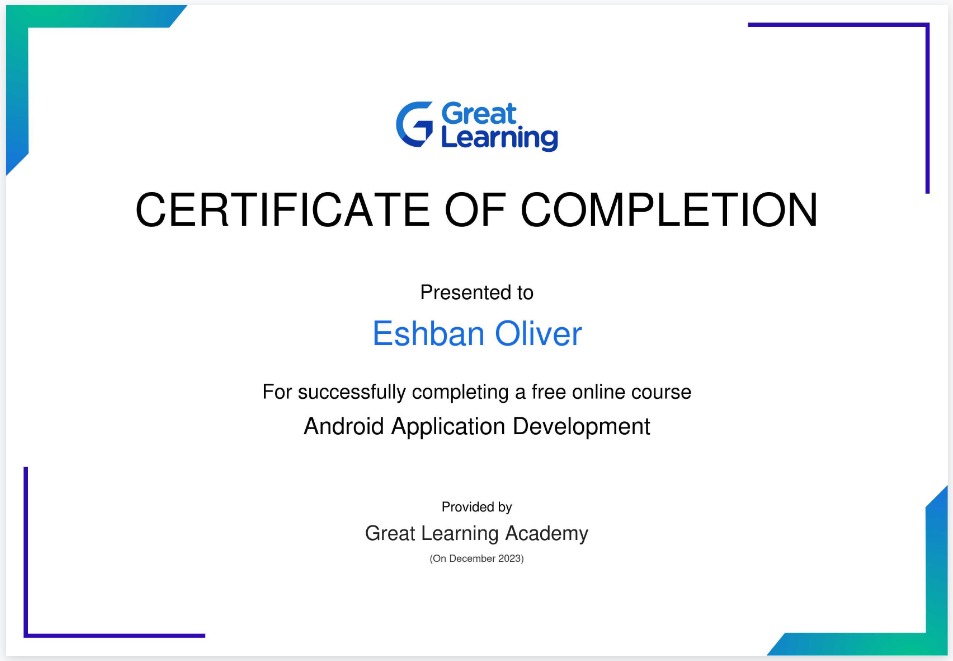 Great
Learning
CERTIFICATE OF COMPLETION
Presented to
Eshban Oliver
For successfully completing a free online course
Android Application Development
Provided by
Great Learning Academy
(On December 2023)